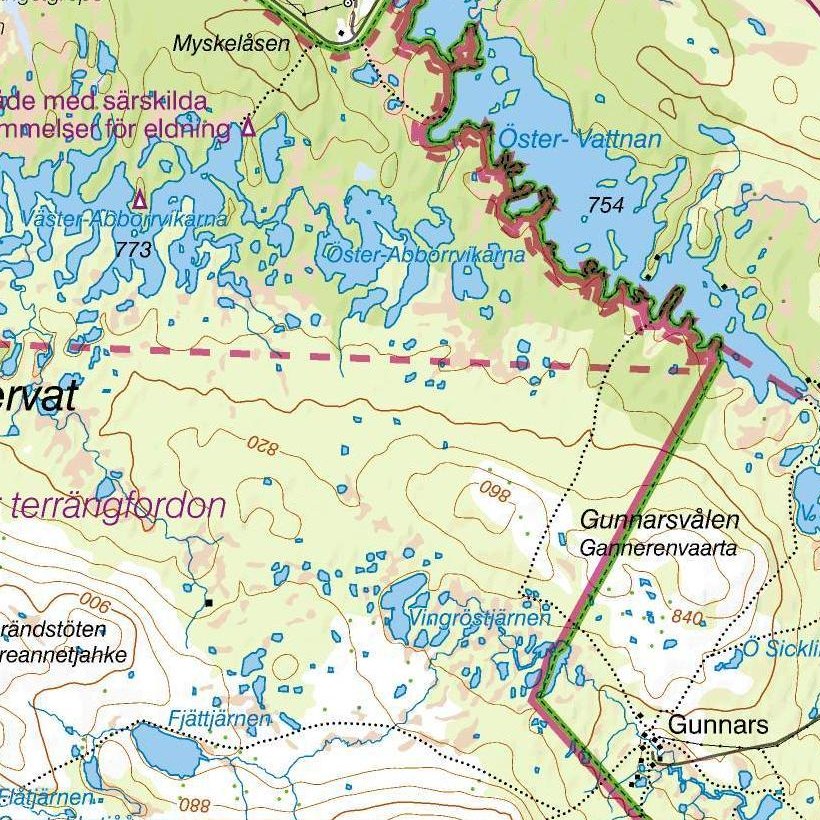 Myskelåsen
de med särskilda
mmelser för eldning
Öster- Vattnan
754
Väster-Abborrvikarna
773
Öster-Abborrvikarna
ervat
820
860
terrängfordon
Gunnarsvålen
Gannerenvaarta
900
Vingröstjärnen
840
rändstöten
reannetjahke
Ö Sickli
Fjättjärnen
Gunnars
Flåtjärnen
880